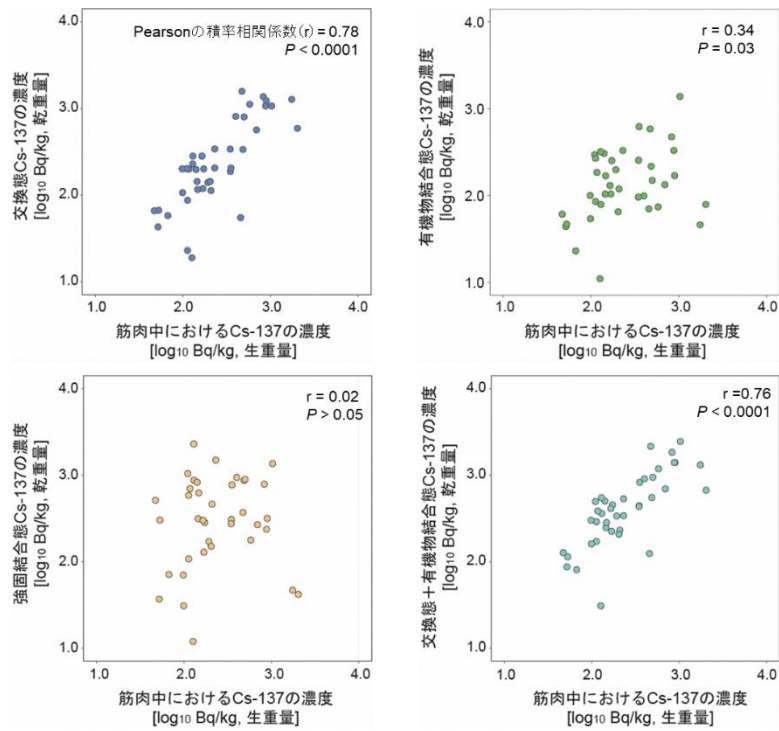 4.0
3.0
2.0
1.0
交換態Cs-137の濃度
[log10 Bq/kg, 乾重量]
Pearsonの積率相関係数(r) = 0.78
P < 0.0001
1.0 2.0 3.0 4.0
筋肉中におけるCs-137の濃度
[log10 Bq/kg, 生重量]
4.0
3.0
2.0
1.0
有機物結合態Cs-137の濃度
[log10 Bq/kg, 乾重量]
r = 0.34
P = 0.03
1.0 2.0 3.0 4.0
筋肉中におけるCs-137の濃度
[log10 Bq/kg, 生重量]
4.0
3.0
2.0
1.0
強固結合態Cs-137の濃度
[log10 Bq/kg, 乾重量]
r = 0.02
P > 0.05
1.0 2.0 3.0 4.0
筋肉中におけるCs-137の濃度
[log10 Bq/kg, 生重量]
4.0
3.0
2.0
1.0
交換態+有機物結合態Cs-137の濃度
[log10 Bq/kg, 乾重量]
r =0.76
P < 0.0001
1.0 2.0 3.0 4.0
筋肉中におけるCs-137の濃度
[log10 Bq/kg, 生重量]